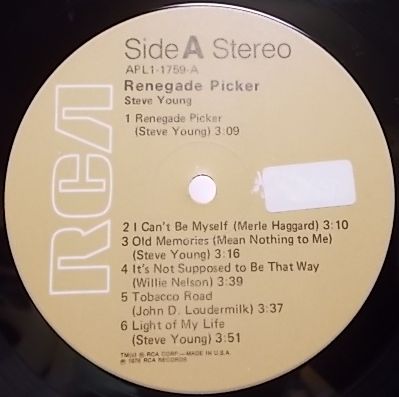 Side A Stereo
APL1-1759-A
Renegade Picker
Steve Young
1 Renegade Picker
(Steve Young) 3:09
RCA
2 I Can't Be Myself (Merle Haggard) 3:10
3 Old Memories (Mean Nothing to Me)
(Steve Young) 3:16
4 It's Not Supposed to Be That Way
(Willie Nelson) 3:39
5 Tobacco Road
(John D. Loudermilk) 3:37
6 Light of My Life
(Steve Young) 3:51
TM(s) ® RCA CORP.—MADE IN U.S.A.
℗ 1976 RCA RECORDS